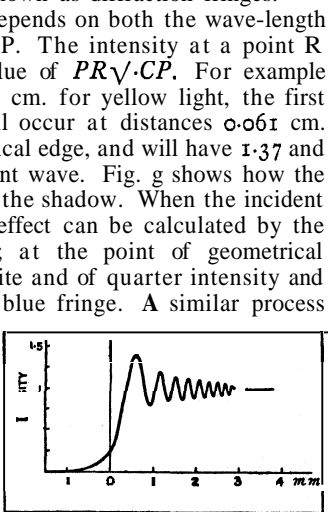 depends on both the wave-length
P. The intensity at a point R
lue of PR√·CP. For example
cm. for yellow light, the first
l occur at distances 0·061 cm.
ical edge, and will have 1·37 and
nt wave. Fig. g shows how the
the shadow. When the incident
effect can be calculated by the
; at the point of geometrical
ite and of quarter intensity and
blue fringe. A similar process
1·5
1 0 1 2 3 4 mm